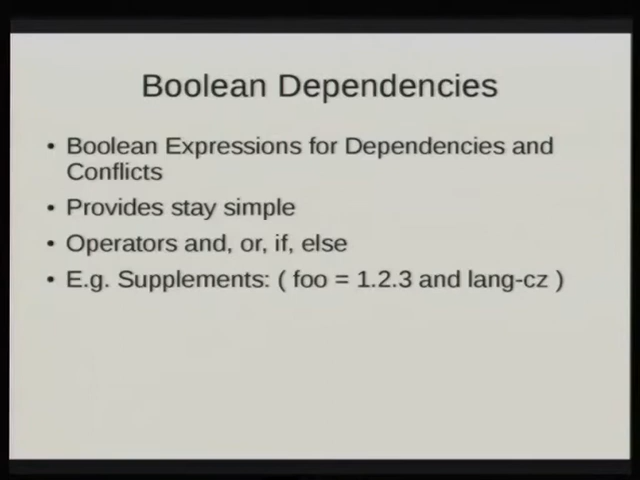 Boolean Dependencies
• Boolean Expressions for Dependencies and
Conflicts
• Provides stay simple
• Operators and, or, if, else
• E.g. Supplements: ( foo = 1.2.3 and lang-cz )